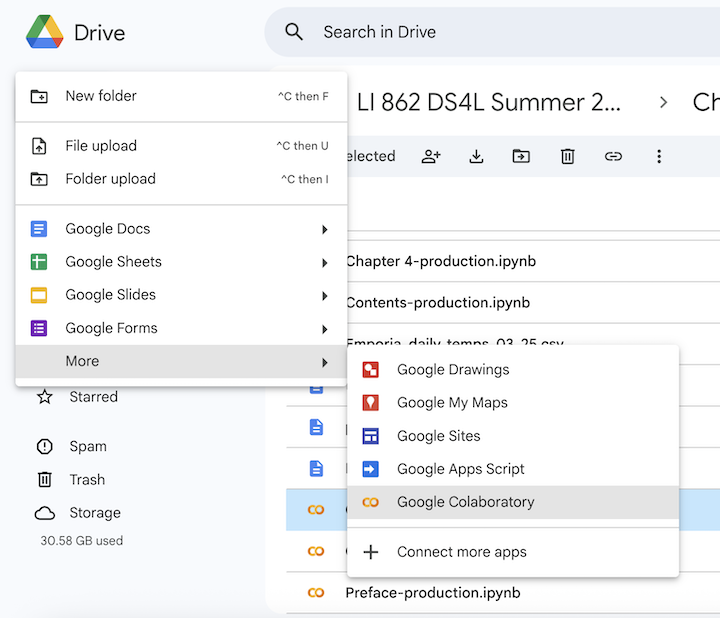 Drive
Search in Drive
New folder ^C then F
File upload ^C then U
Folder upload ^C then I
Google Docs
Google Sheets
Google Slides
Google Forms
More
Starred
Spam
Trash
Storage
30.58 GB used
LI 862 DS4L Summer 2... > Ch
elected
Chapter 4-production.ipynb
Contents-production.ipynb
Emporia_daily_temps_03_25.csv
Google Drawings
Google My Maps
Google Sites
Google Apps Script
Google Colaboratory
Connect more apps
Preface-production.ipynb